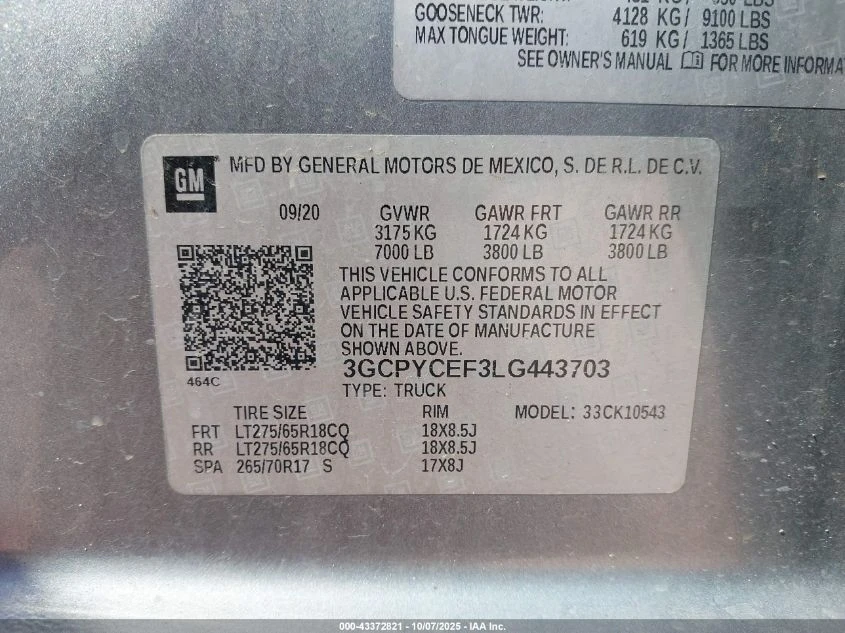 GOOSENECK TWR: 4128 KG/ 9100 LBS
MAX TONGUE WEIGHT: 619 KG/ 1365 LBS
SEE OWNER'S MANUAL FOR MORE
GM
MFD BY GENERAL MOTORS DE MEXICO, S. DE R.L. DE C.V.
09/20 GVWR GAWR FRT GAWR RR
3175 KG 1724 KG 1724 KG
7000 LB 3800 LB 3800 LB
THIS VEHICLE CONFORMS TO ALL
APPLICABLE U.S. FEDERAL MOTOR
VEHICLE SAFETY STANDARDS IN EFFECT
ON THE DATE OF MANUFACTURE
SHOWN ABOVE.
464C
3GCPYCEF3LG443703
TYPE: TRUCK
TIRE SIZE RIM MODEL: 33CK10543
FRT LT275/65R18CQ 18X8.5J
RR LT275/65R18CQ 18X8.5J
SPA 265/70R17 S 17X8J
000-43372821 - 10/07/2025 - IAA Inc.